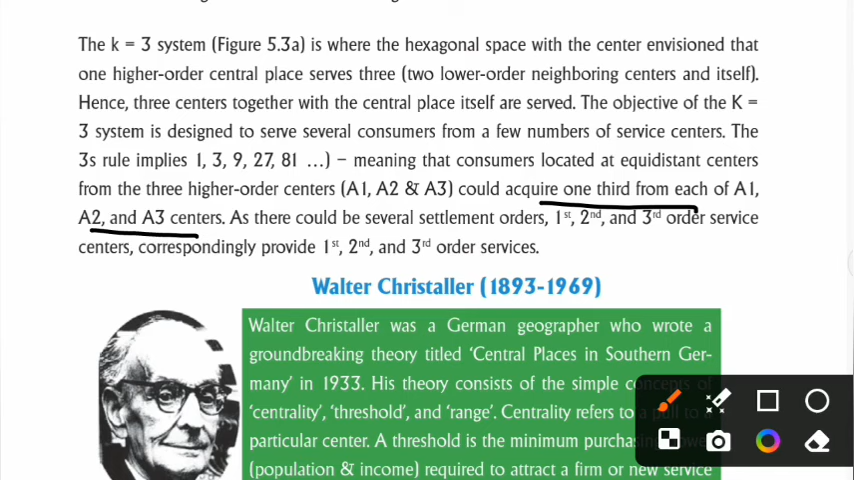 The k = 3 system (Figure 5.3a) is where the hexagonal space with the center envisioned that
one higher-order central place serves three (two lower-order neighboring centers and itself).
Hence, three centers together with the central place itself are served. The objective of the K =
3 system is designed to serve several consumers from a few numbers of service centers. The
3s rule implies 1, 3, 9, 27, 81 ...) – meaning that consumers located at equidistant centers
from the three higher-order centers (A1, A2 & A3) could acquire one third from each of A1,
A2, and A3 centers. As there could be several settlement orders, 1st, 2nd, and 3rd order service
centers, correspondingly provide 1st, 2nd, and 3rd order services.
Walter Christaller (1893-1969)
Walter Christaller was a German geographer who wrote a
groundbreaking theory titled ‘Central Places in Southern Ger-
many’ in 1933. His theory consists of the simple concepts of
‘centrality’, ‘threshold’, and ‘range’. Centrality refers to a pull to a
particular center. A threshold is the minimum purchasing
(population & income) required to attract a firm or new service